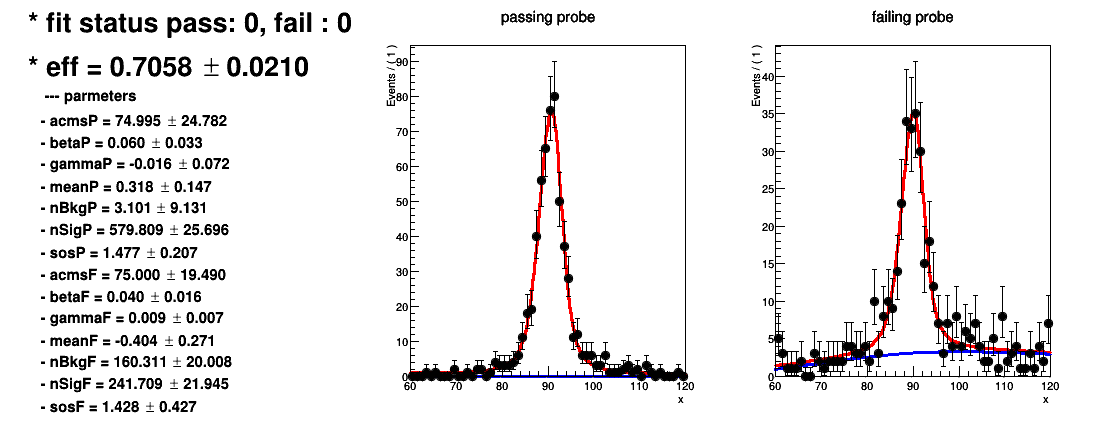 * fit status pass: 0, fail : 0
* eff = 0.7058 ± 0.0210
--- parmeters
- acmsP = 74.995 ± 24.782
- betaP = 0.060 ± 0.033
- gammaP = -0.016 ± 0.072
- meanP = 0.318 ± 0.147
- nBkgP = 3.101 ± 9.131
- nSigP = 579.809 ± 25.696
- sosP = 1.477 ± 0.207
- acmsF = 75.000 ± 19.490
- betaF = 0.040 ± 0.016
- gammaF = 0.009 ± 0.007
- meanF = -0.404 ± 0.271
- nBkgF = 160.311 ± 20.008
- nSigF = 241.709 ± 21.945
- sosF = 1.428 ± 0.427
passing probe
Events / ( 1 )
90
80
70
60
50
40
30
20
10
0
60 70 80 90 100 110 120
x
failing probe
Events / ( 1 )
40
35
30
25
20
15
10
5
0
60 70 80 90 100 110 120
x